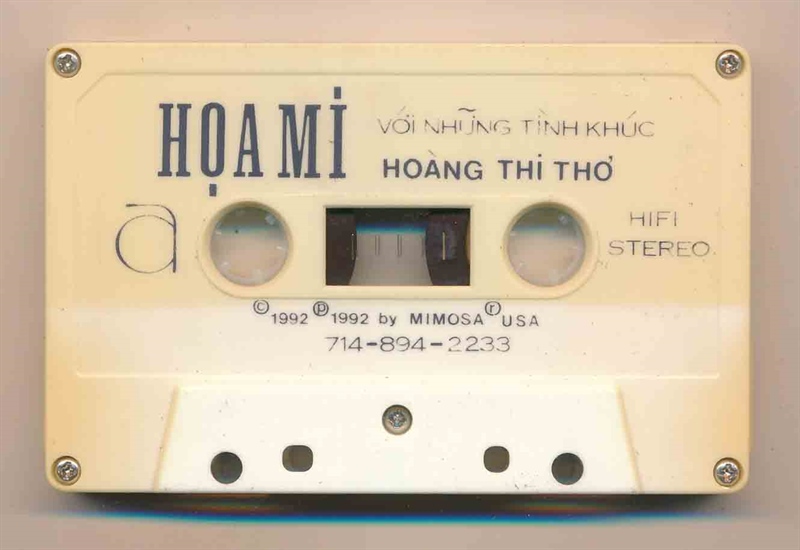 HỌA MI
VỚI NHỮNG TÌNH KHÚC
HOÀNG THI THƠ
a
HIFI
STEREO
©1992 ℗1992 by MIMOSA ® USA
714-894-2233